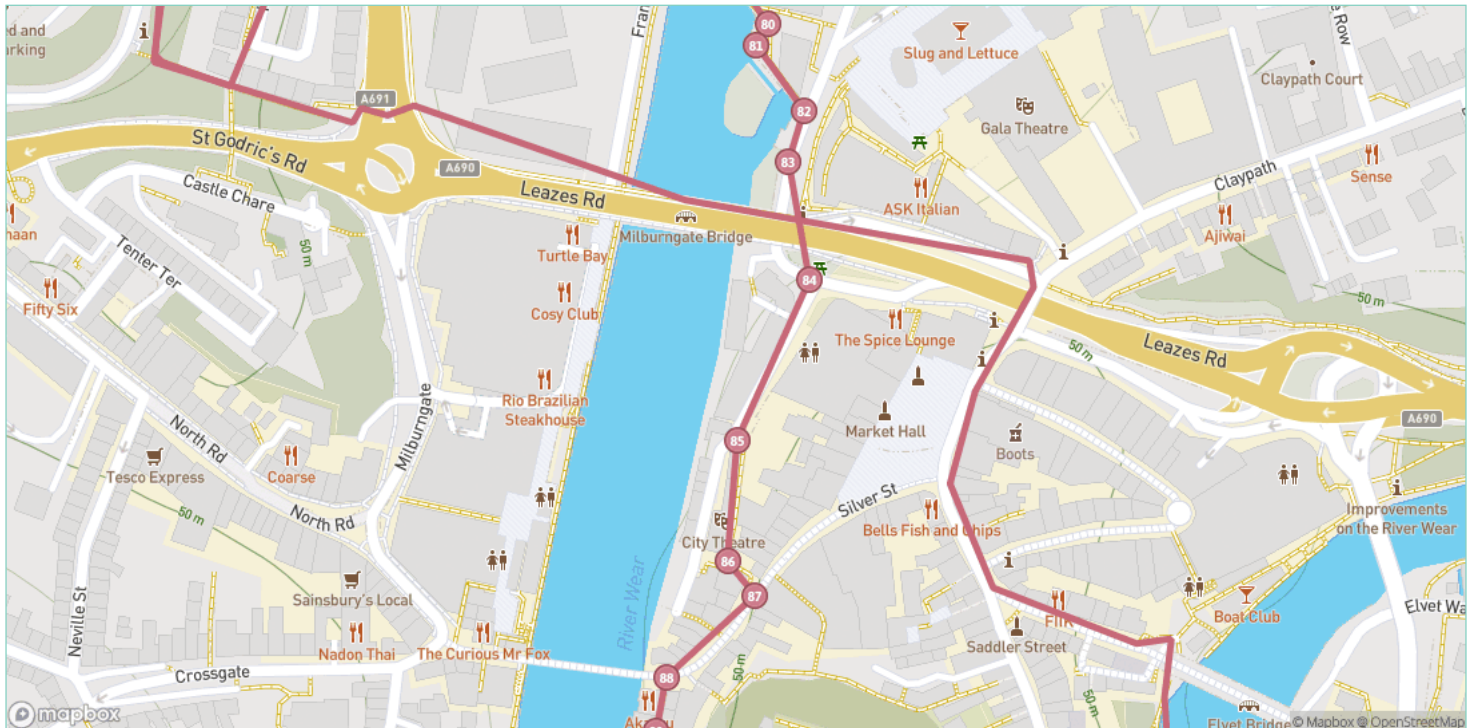 ed and
arking
A691
St Godric's Rd
A690
Leazes Rd
Castle Chare
50 m
Tenter Ter
Fifty Six
Milburngate Bridge
Turtle Bay
Cosy Club
Rio Brazilian
Steakhouse
Milburngate
North Rd
Tesco Express
Coarse
50 m
North Rd
Sainsbury's Local
Neville St
Nadon Thai
The Curious Mr Fox
Crossgate
mapbox
80
81
82
83
84
85
86
87
88
Slug and Lettuce
Gala Theatre
Claypath Court
Claypath
Sense
ASK Italian
Ajiwai
50 m
The Spice Lounge
50 m
Leazes Rd
A690
Market Hall
Boots
Silver St
Bells Fish and Chips
City Theatre
River Wear
50 m
Improvements
on the River Wear
Boat Club
Saddler Street
50 m
Elvet Bridge
© Mapbox © OpenStreetMap